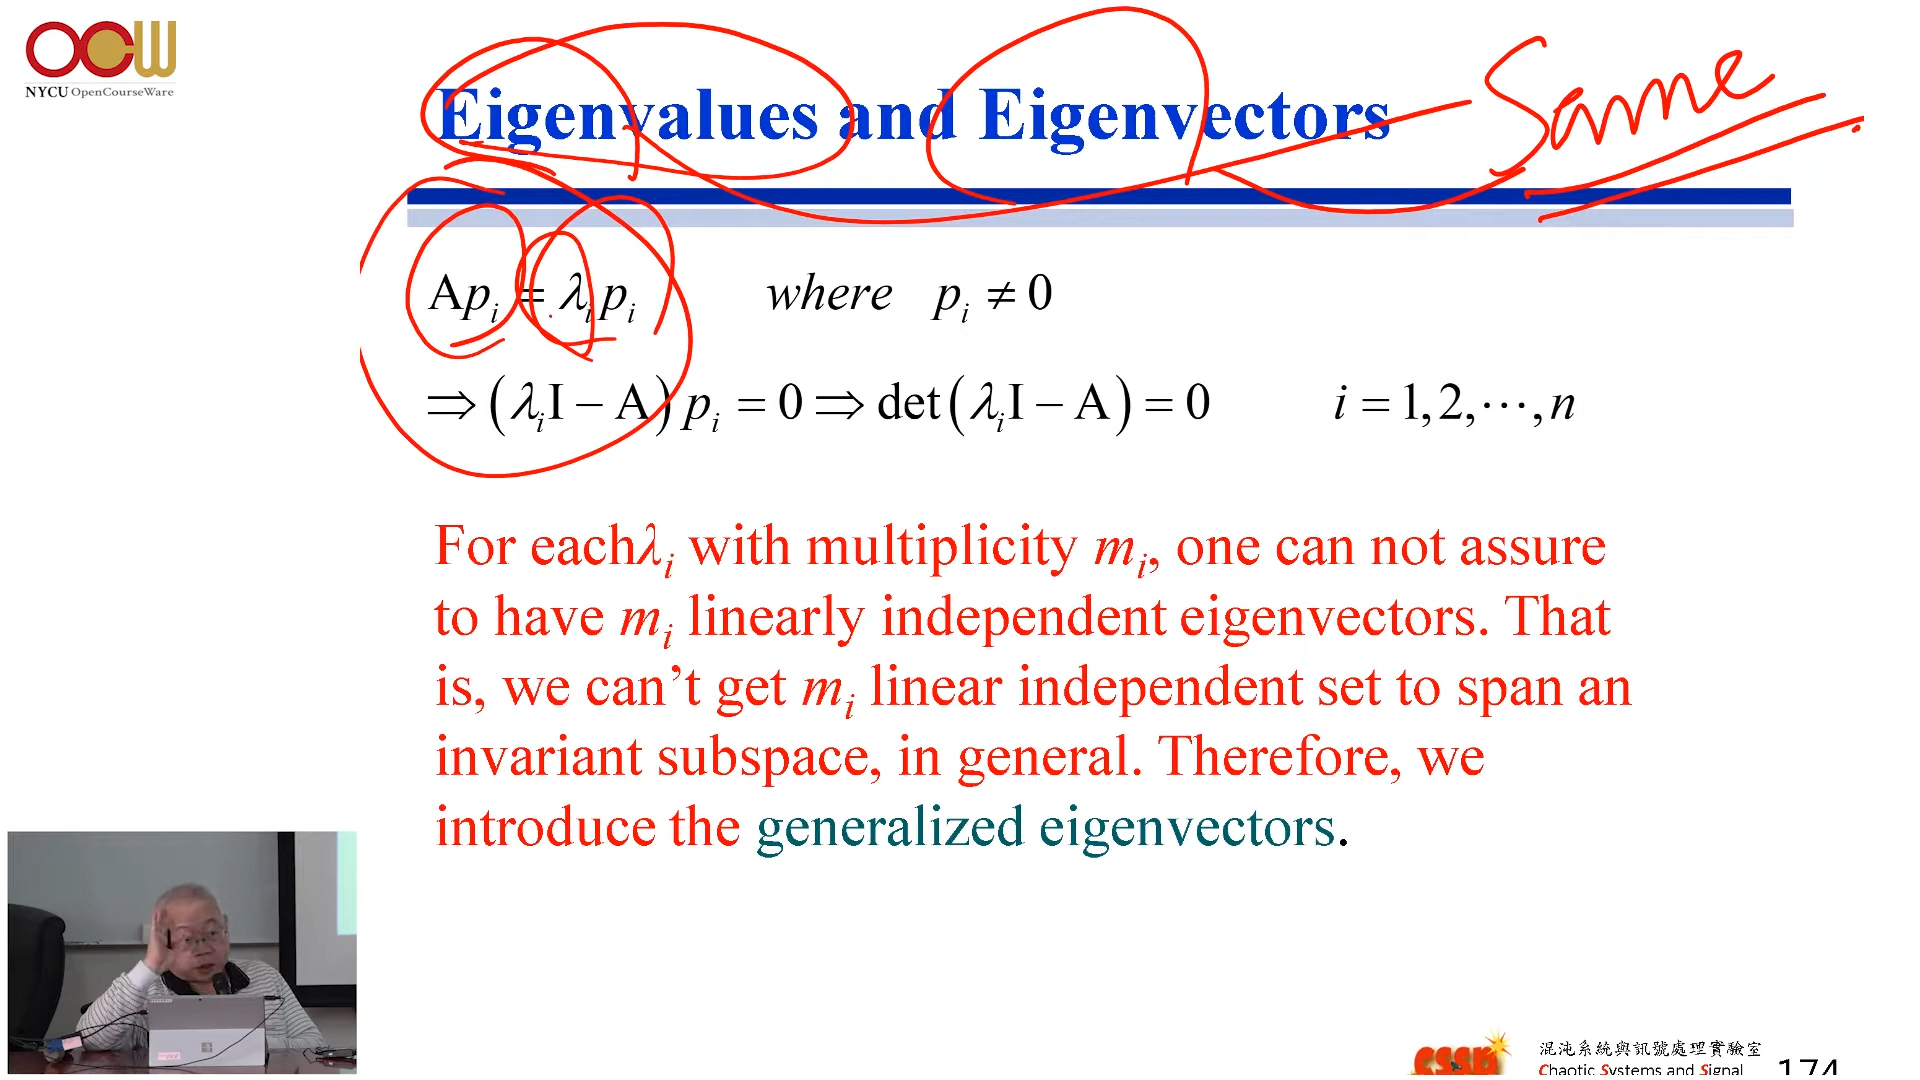 OCW
NYCU OpenCourseWare
Eigenvalues and Eigenvectors
Same
Ap_i = λ_i p_i where p_i ≠ 0
⇒ (λ_i I − A) p_i = 0 ⇒ det(λ_i I − A) = 0 i = 1, 2, ⋯, n
For eachλ_i with multiplicity m_i, one can not assure
to have m_i linearly independent eigenvectors. That
is, we can’t get m_i linear independent set to span an
invariant subspace, in general. Therefore, we
introduce the generalized eigenvectors.
CSSP
混沌系統與訊號處理實驗室
Chaotic Systems and Signal
174